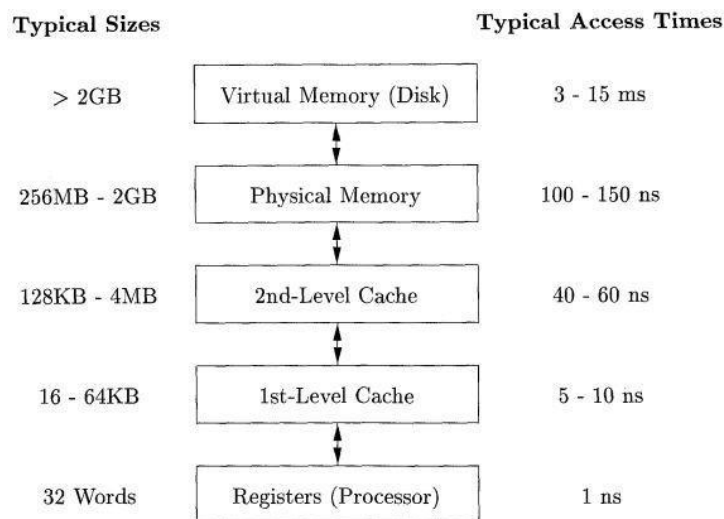 Typical Sizes Typical Access Times
> 2GB Virtual Memory (Disk) 3 - 15 ms
256MB - 2GB Physical Memory 100 - 150 ns
128KB - 4MB 2nd-Level Cache 40 - 60 ns
16 - 64KB 1st-Level Cache 5 - 10 ns
32 Words Registers (Processor) 1 ns